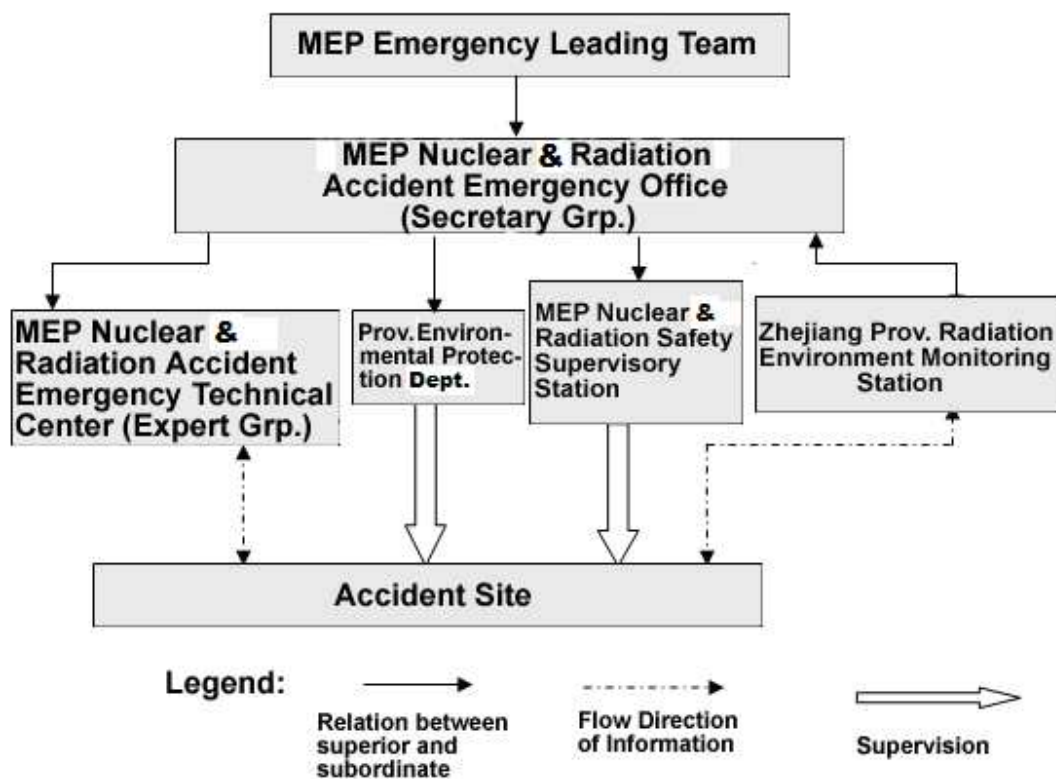 MEP Emergency Leading Team
MEP Nuclear & Radiation
Accident Emergency Office
(Secretary Grp.)
MEP Nuclear &
Radiation Accident
Emergency Technical
Center (Expert Grp.)
Prov.Environ-
mental Protec-
tion Dept.
MEP Nuclear &
Radiation Safety
Supervisory
Station
Zhejiang Prov. Radiation
Environment Monitoring
Station
Accident Site
Legend:
Relation between
superior and
subordinate
Flow Direction
of Information
Supervision